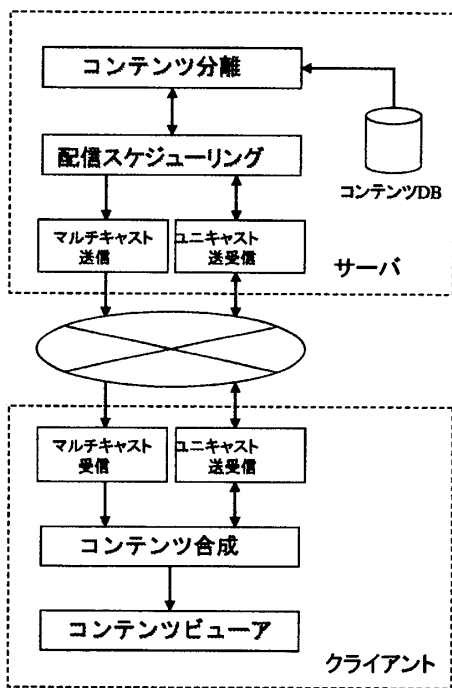 コンテンツ分離
配信スケジューリング
コンテンツDB
マルチキャスト
送信
ユニキャスト
送受信
サーバ
マルチキャスト
受信
ユニキャスト
送受信
コンテンツ合成
コンテンツビューア
クライアント